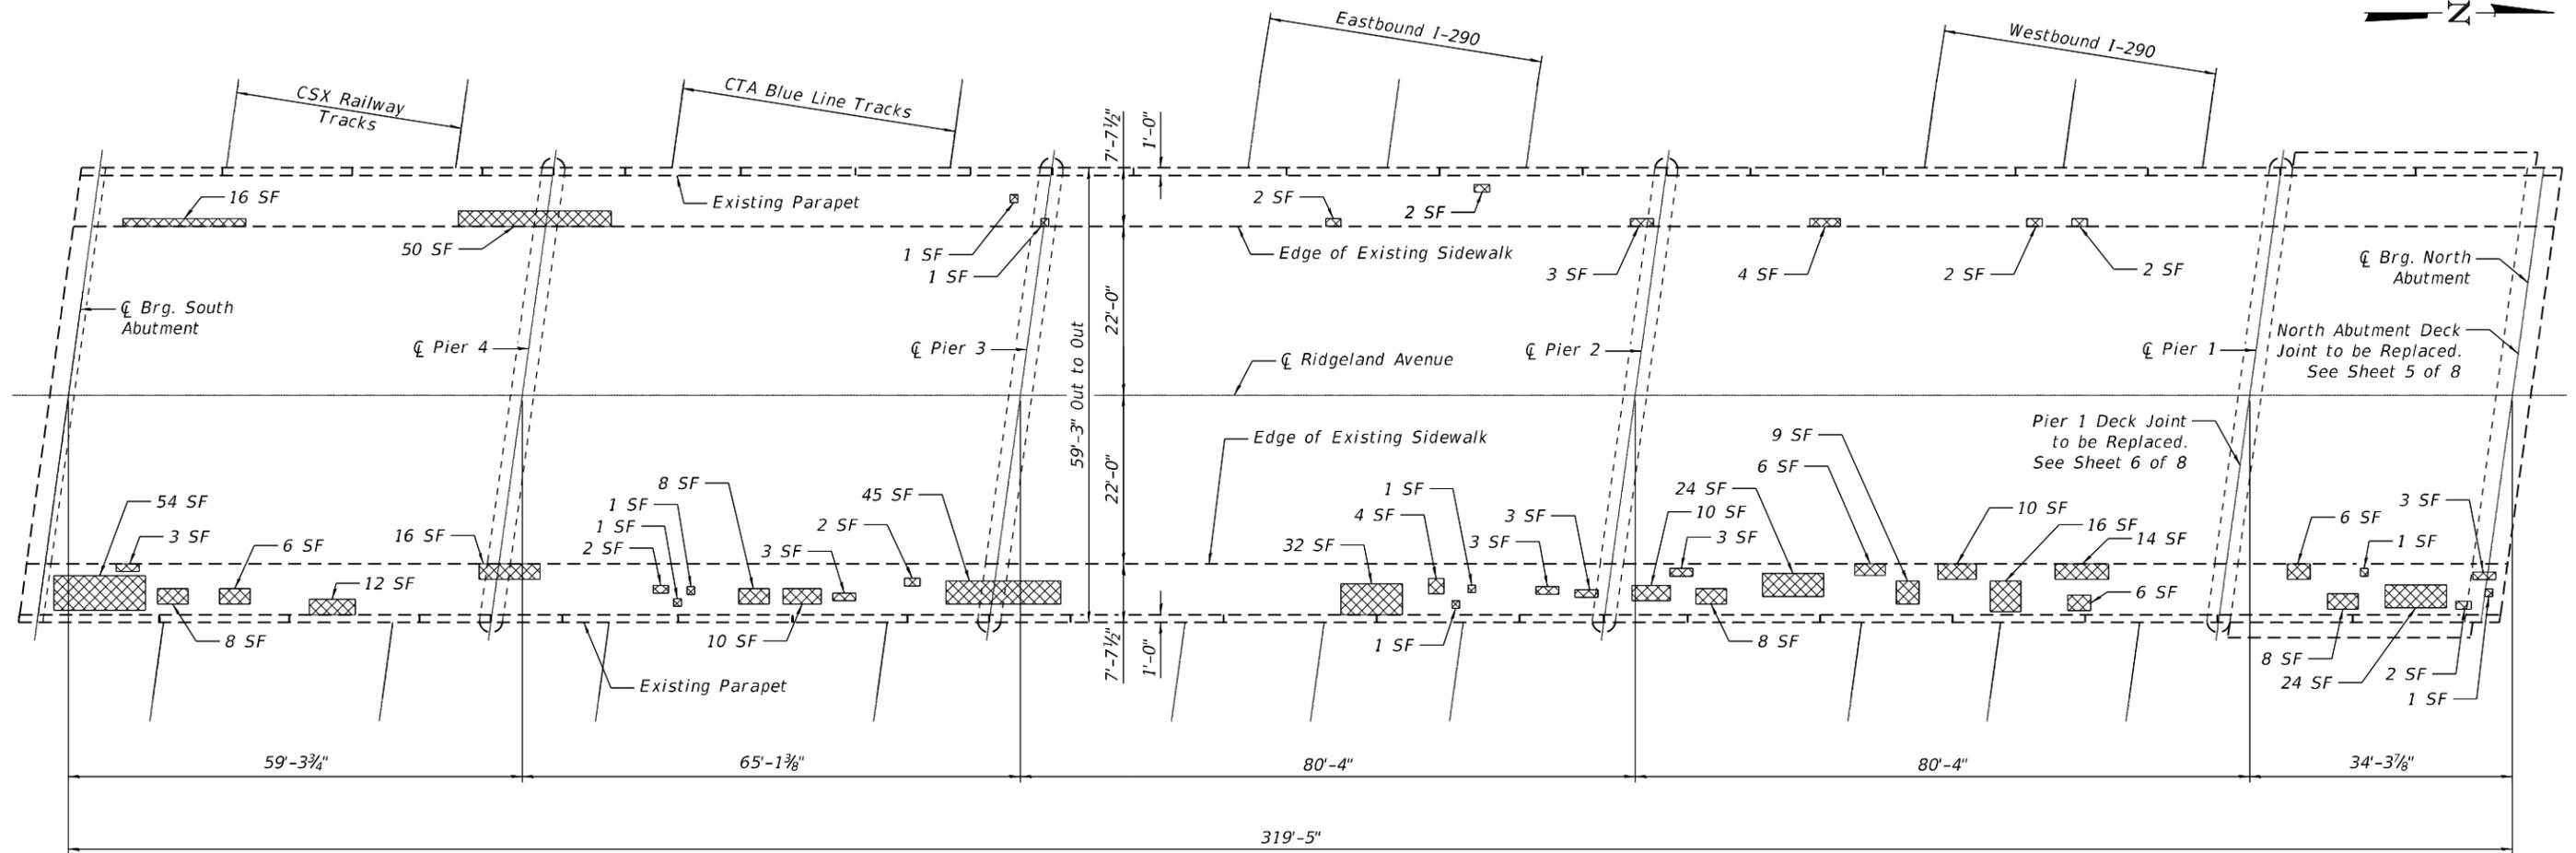 N
Eastbound I-290
Westbound I-290
CSX Railway
Tracks
CTA Blue Line Tracks
7'-7½"
1'-0"
16 SF
Existing Parapet
2 SF
2 SF
50 SF
1 SF
1 SF
Edge of Existing Sidewalk
3 SF
4 SF
2 SF
2 SF
℄ Brg. North
Abutment
℄ Brg. South
Abutment
22'-0"
59'-3" Out to Out
℄ Pier 4
℄ Pier 3
℄ Ridgeland Avenue
℄ Pier 2
℄ Pier 1
North Abutment Deck
Joint to be Replaced.
See Sheet 5 of 8
Edge of Existing Sidewalk
Pier 1 Deck Joint
to be Replaced.
See Sheet 6 of 8
22'-0"
54 SF
3 SF
6 SF
12 SF
8 SF
16 SF
8 SF
1 SF
1 SF
2 SF
3 SF
10 SF
2 SF
45 SF
Existing Parapet
7'-7½"
1'-0"
32 SF
4 SF
1 SF
3 SF
3 SF
1 SF
9 SF
6 SF
24 SF
10 SF
3 SF
8 SF
10 SF
16 SF
14 SF
6 SF
3 SF
6 SF
1 SF
8 SF
24 SF
2 SF
1 SF
59'-3¾"
65'-1⅜"
80'-4"
80'-4"
34'-3⅞"
319'-5"